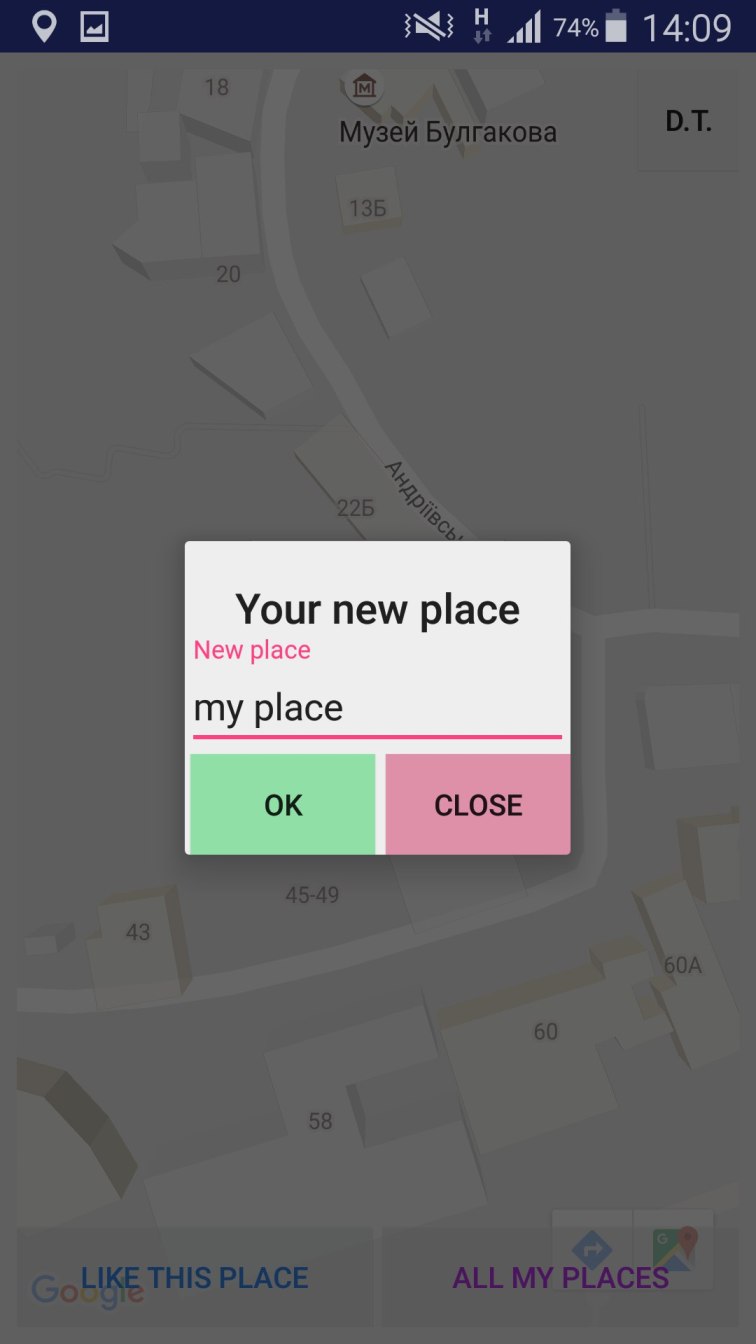 H 74% 14:09
18
Музей Булгакова
D.T.
13Б
20
Андріївськ
22Б
Your new place
New place
my place
OK CLOSE
45-49
43
60А
60
58
LIKE THIS PLACE ALL MY PLACES
Google